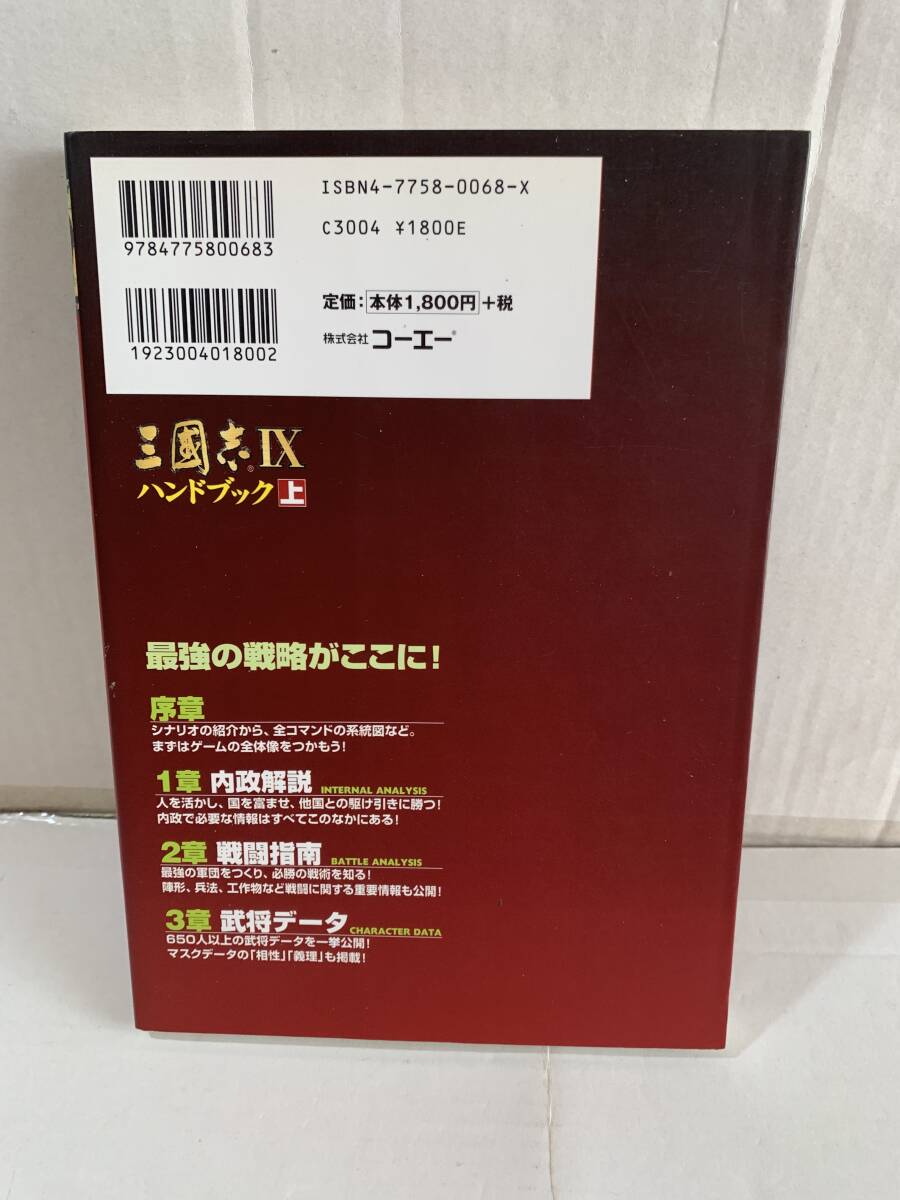 ISBN4-7758-0068-X
C3004 ¥1800E
9784775800683
定価：本体1,800円+税
株式会社 コーエー®
1923004018002
三國志®IX
ハンドブック 上
最強の戦略がここに！
序章
シナリオの紹介から、全コマンドの系統図など。
まずはゲームの全体像をつかもう！
1章 内政解説 INTERNAL ANALYSIS
人を活かし、国を富ませ、他国との駆け引きに勝つ！
内政で必要な情報はすべてこのなかにある！
2章 戦闘指南 BATTLE ANALYSIS
最強の軍団をつくり、必勝の戦術を知る！
陣形、兵法、工作物など戦闘に関する重要情報も公開！
3章 武将データ CHARACTER DATA
650人以上の武将データを一挙公開！
マスクデータの「相性」「義理」も掲載！